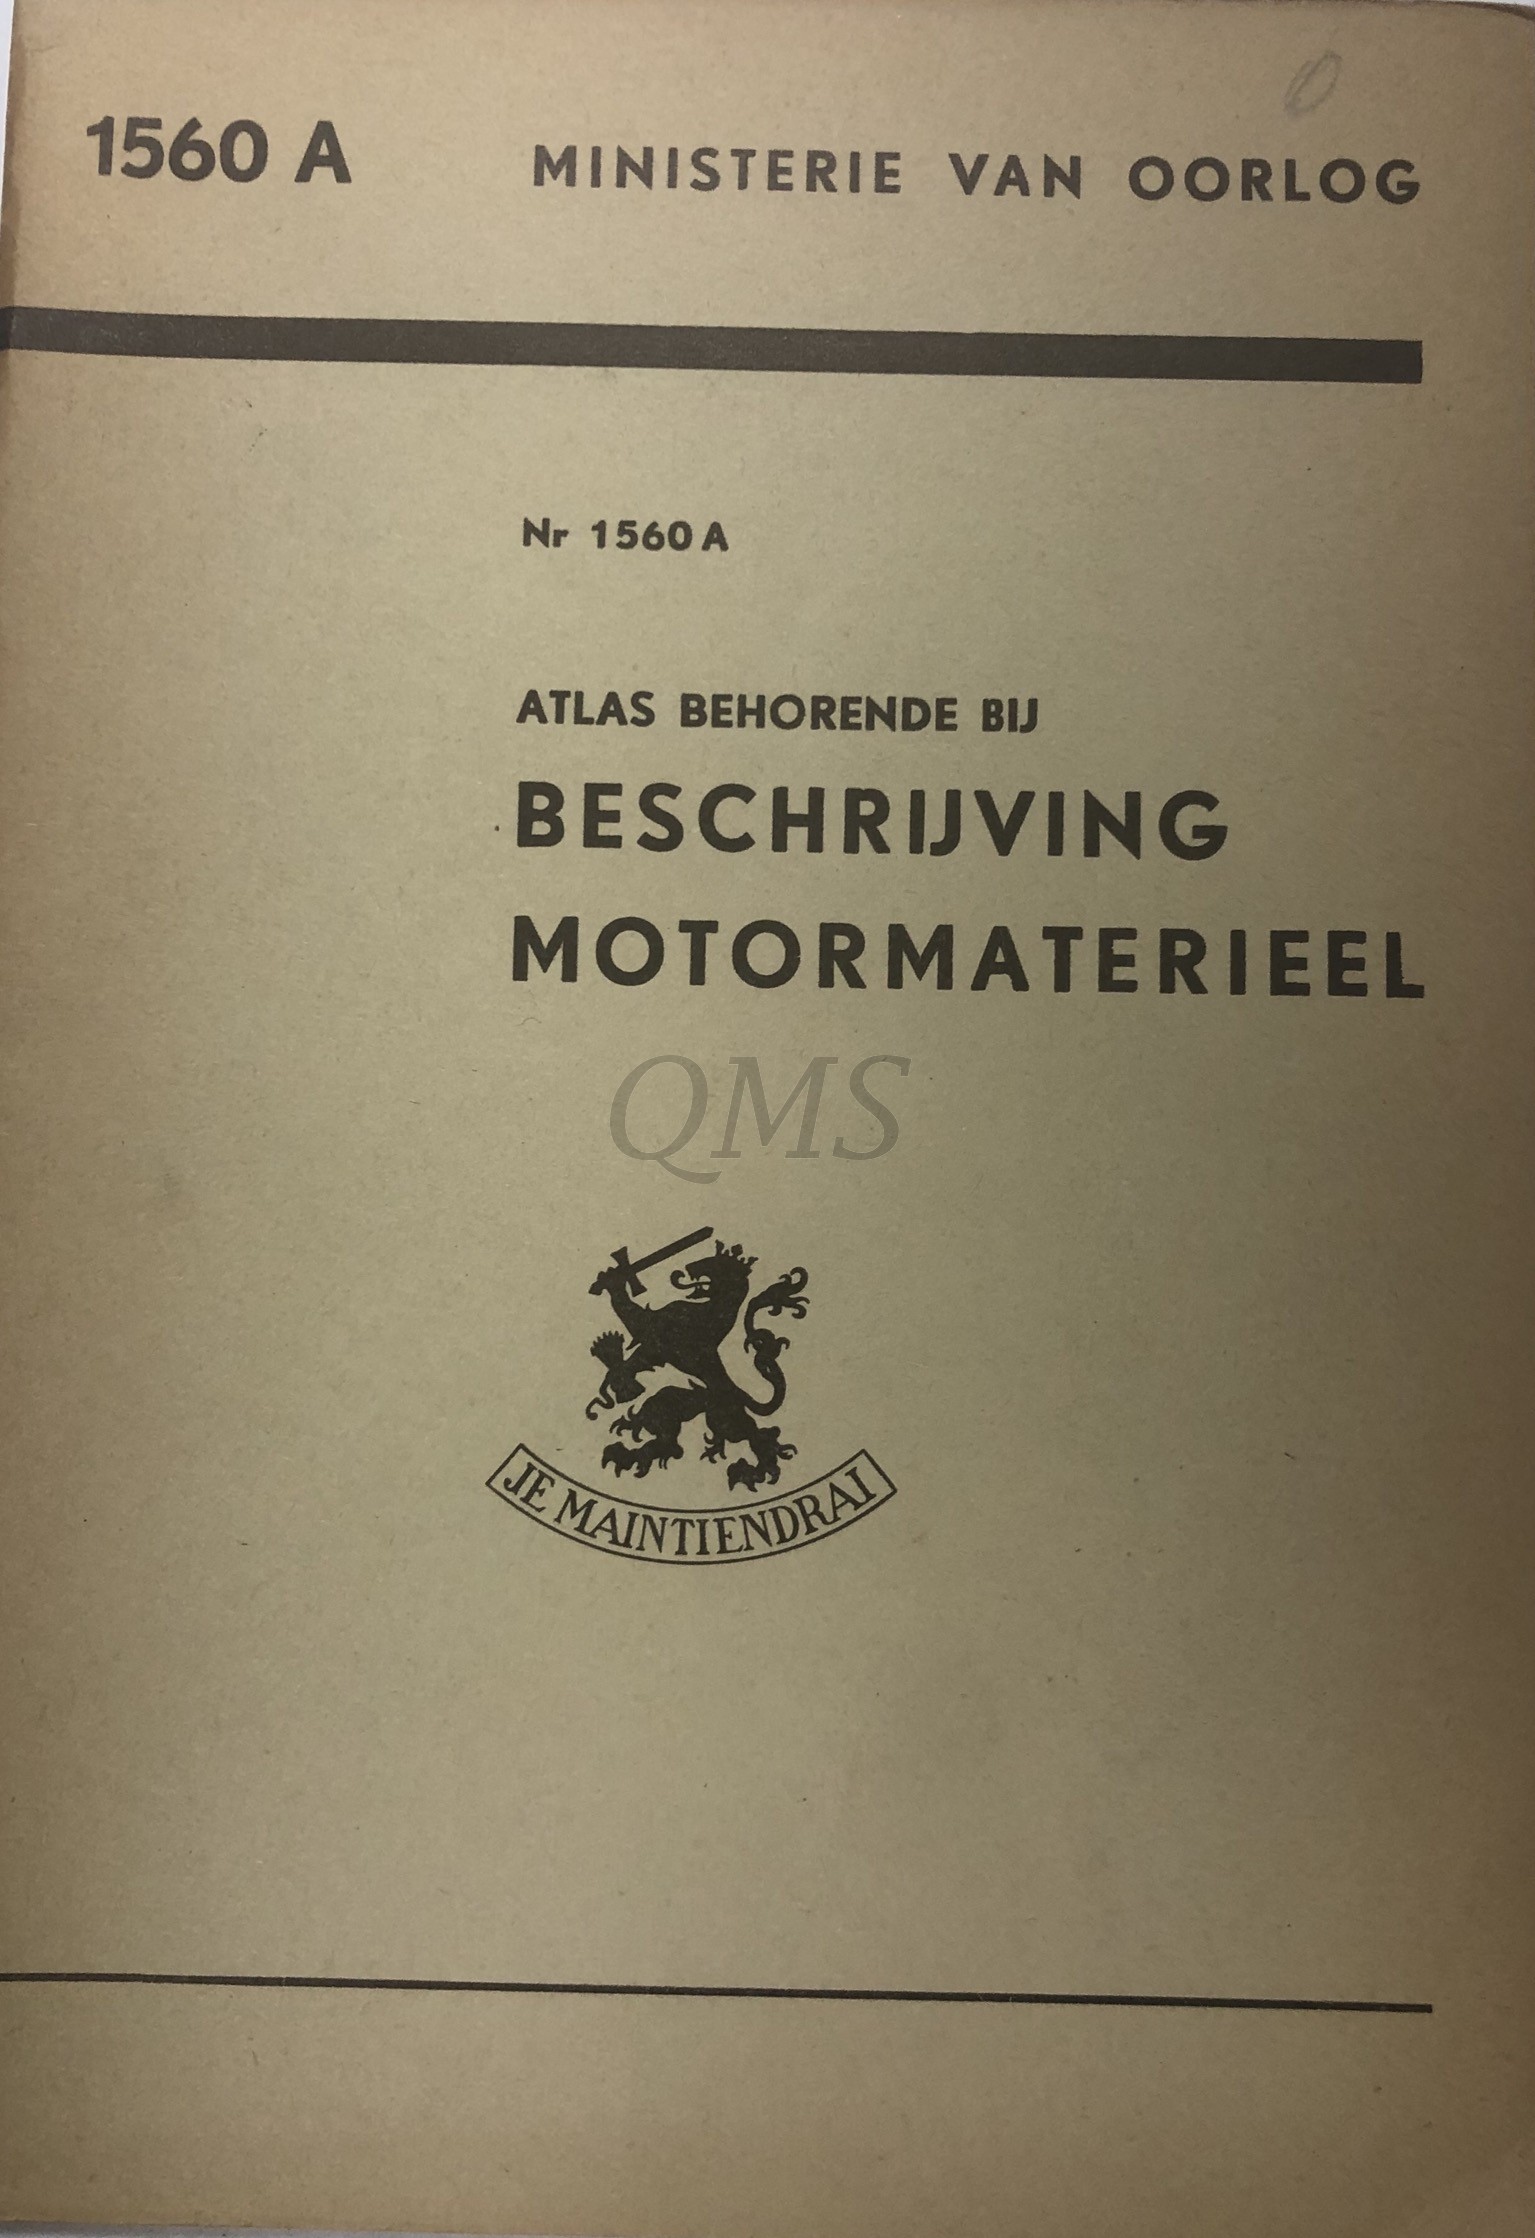 1560 A MINISTERIE VAN OORLOG
Nr 1560 A
ATLAS BEHORENDE BIJ
BESCHRIJVING
MOTORMATERIEEL
QMS
JE MAINTIENDRAI